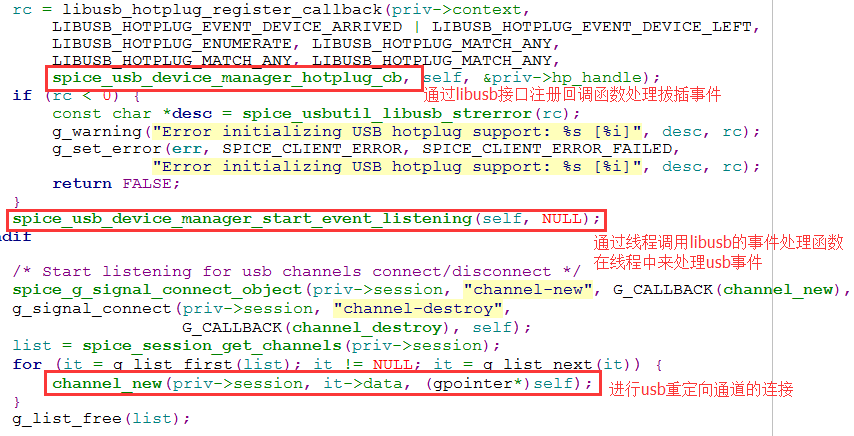 rc = libusb_hotplug_register_callback(priv->context,
LIBUSB_HOTPLUG_EVENT_DEVICE_ARRIVED | LIBUSB_HOTPLUG_EVENT_DEVICE_LEFT,
LIBUSB_HOTPLUG_ENUMERATE, LIBUSB_HOTPLUG_MATCH_ANY,
LIBUSB_HOTPLUG_MATCH_ANY, LIBUSB_HOTPLUG_MATCH_ANY,
spice_usb_device_manager_hotplug_cb, self, &priv->hp_handle);
通过libusb接口注册回调函数处理拔插事件
if (rc < 0) {
const char *desc = spice_usbutil_libusb_strerror(rc);
g_warning("Error initializing USB hotplug support: %s [%i]", desc, rc);
g_set_error(err, SPICE_CLIENT_ERROR, SPICE_CLIENT_ERROR_FAILED,
"Error initializing USB hotplug support: %s [%i]", desc, rc);
return FALSE;
}
spice_usb_device_manager_start_event_listening(self, NULL);
ndif
通过线程调用libusb的事件处理函数
在线程中来处理usb事件
/* Start listening for usb channels connect/disconnect */
spice_g_signal_connect_object(priv->session, "channel-new", G_CALLBACK(channel_new),
g_signal_connect(priv->session, "channel-destroy",
G_CALLBACK(channel_destroy), self);
list = spice_session_get_channels(priv->session);
for (it = g_list_first(list); it != NULL; it = g_list_next(it)) {
channel_new(priv->session, it->data, (gpointer*)self);
进行usb重定向通道的连接
}
g_list_free(list);